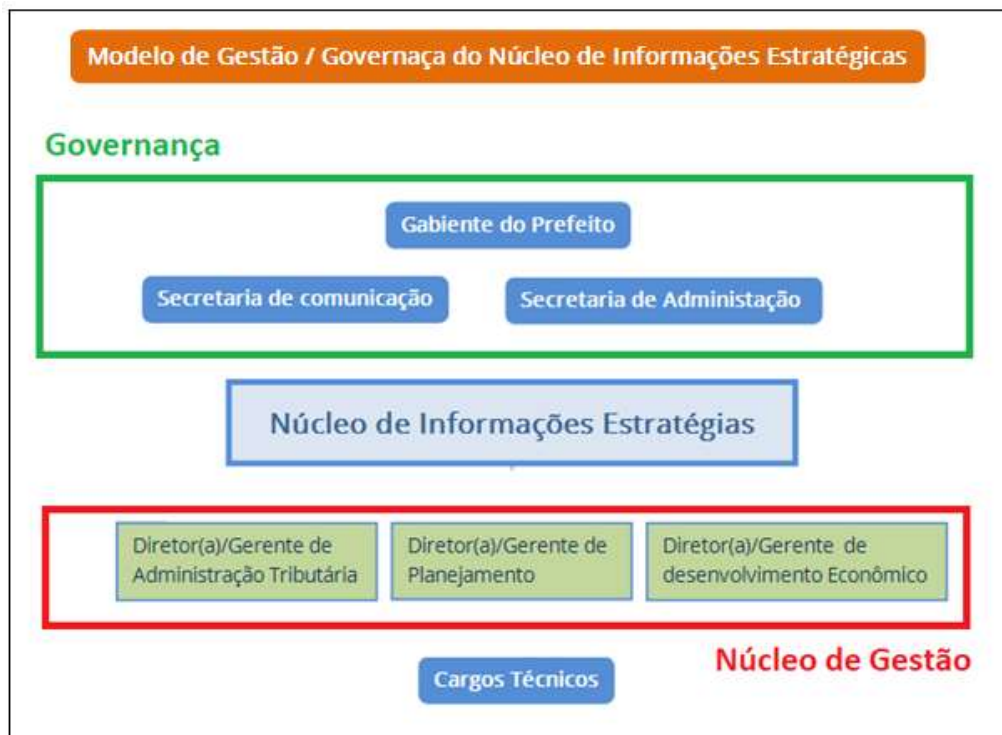 Modelo de Gestão / Governaça do Núcleo de Informações Estratégicas
Governança
Gabiente do Prefeito
Secretaria de comunicação
Secretaria de Administação
Núcleo de Informações Estratégias
Diretor(a)/Gerente de
Administração Tributária
Diretor(a)/Gerente de
Planejamento
Diretor(a)/Gerente de
desenvolvimento Econômico
Núcleo de Gestão
Cargos Técnicos